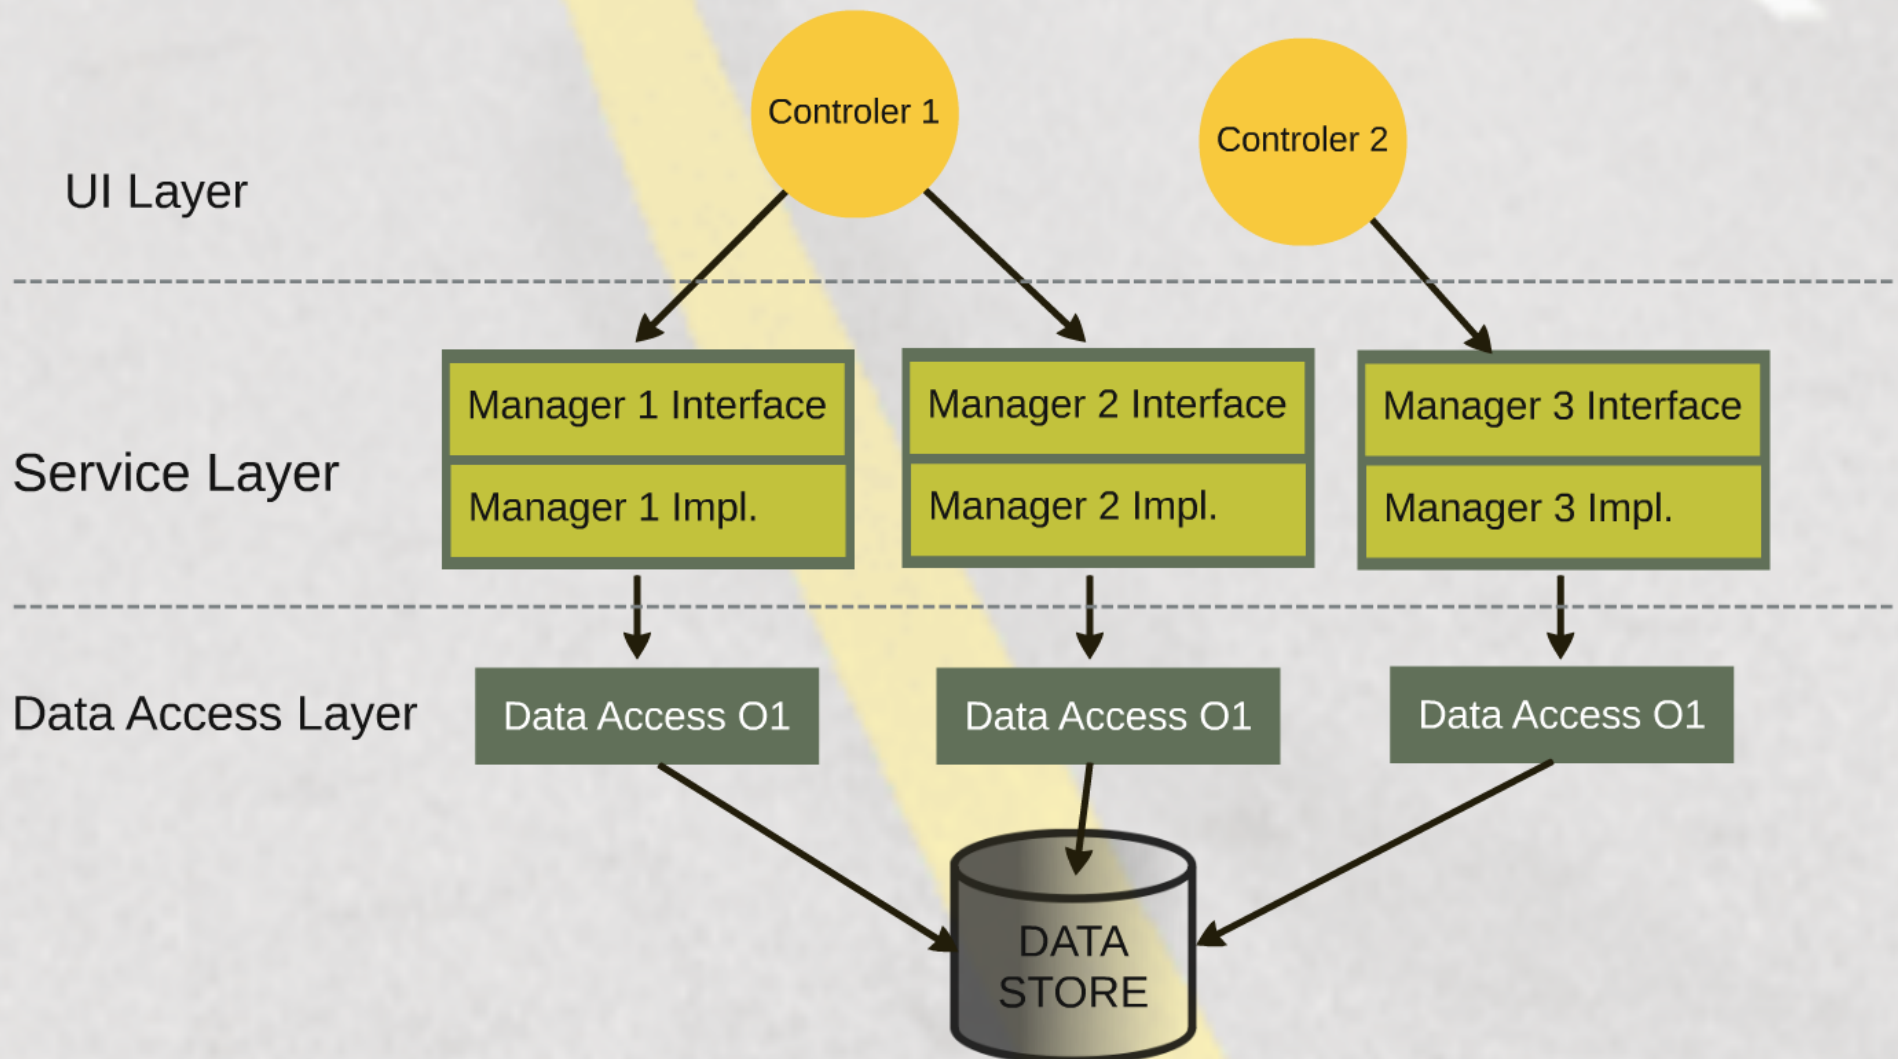 Controler 1
Controler 2
UI Layer
Manager 1 Interface
Manager 2 Interface
Manager 3 Interface
Service Layer
Manager 1 Impl.
Manager 2 Impl.
Manager 3 Impl.
Data Access Layer
Data Access O1
Data Access O1
Data Access O1
DATA
STORE